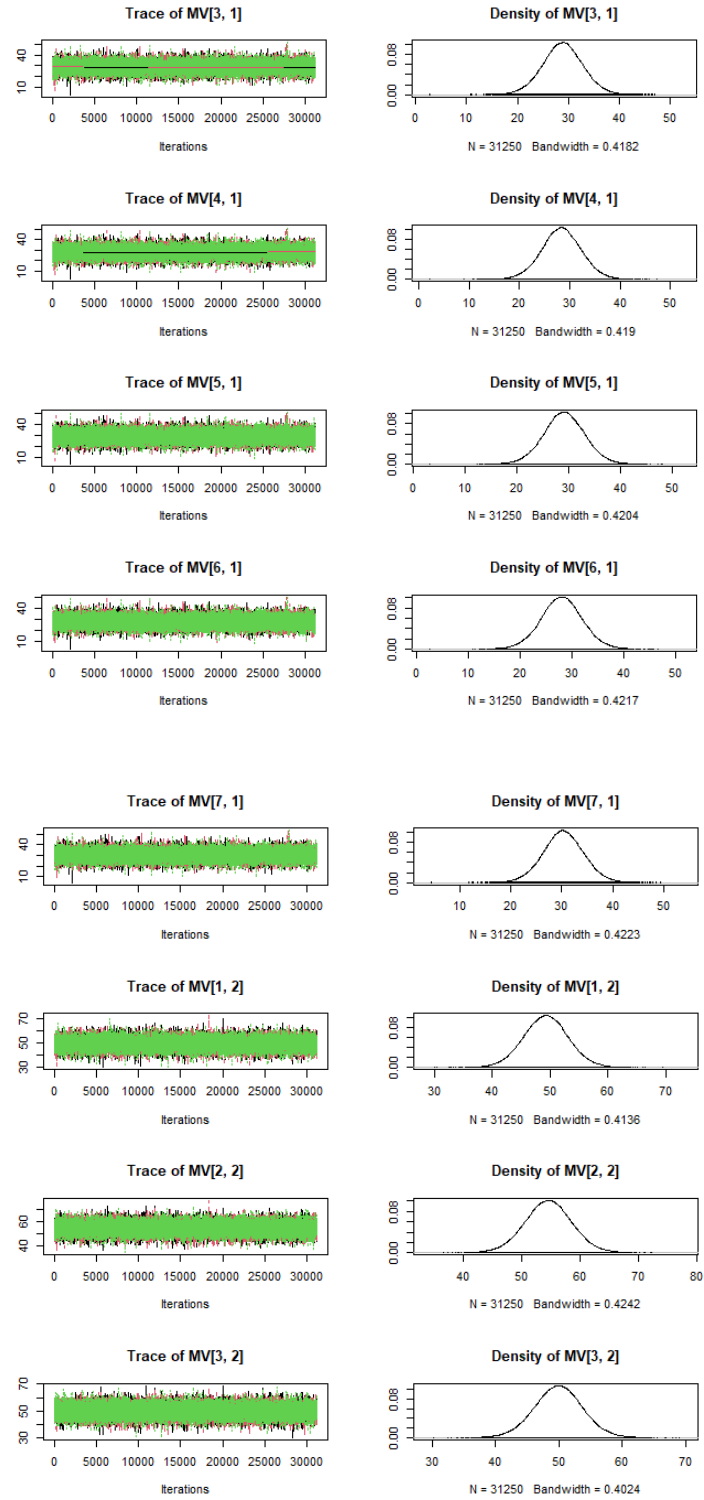 Trace of MV[3, 1]
Density of MV[3, 1]
10 40
0.00 0.08
0 5000 10000 15000 20000 25000 30000
0 10 20 30 40 50
Iterations
N = 31250 Bandwidth = 0.4182
Trace of MV[4, 1]
Density of MV[4, 1]
10 40
0.00 0.08
0 5000 10000 15000 20000 25000 30000
0 10 20 30 40 50
Iterations
N = 31250 Bandwidth = 0.419
Trace of MV[5, 1]
Density of MV[5, 1]
10 40
0.00 0.08
0 5000 10000 15000 20000 25000 30000
0 10 20 30 40 50
Iterations
N = 31250 Bandwidth = 0.4204
Trace of MV[6, 1]
Density of MV[6, 1]
10 40
0.00 0.08
0 5000 10000 15000 20000 25000 30000
0 10 20 30 40 50
Iterations
N = 31250 Bandwidth = 0.4217
Trace of MV[7, 1]
Density of MV[7, 1]
10 40
0.00 0.08
0 5000 10000 15000 20000 25000 30000
10 20 30 40 50
Iterations
N = 31250 Bandwidth = 0.4223
Trace of MV[1, 2]
Density of MV[1, 2]
30 50 70
0.00 0.08
0 5000 10000 15000 20000 25000 30000
30 40 50 60 70
Iterations
N = 31250 Bandwidth = 0.4136
Trace of MV[2, 2]
Density of MV[2, 2]
40 60
0.00 0.08
0 5000 10000 15000 20000 25000 30000
40 50 60 70 80
Iterations
N = 31250 Bandwidth = 0.4242
Trace of MV[3, 2]
Density of MV[3, 2]
30 50 70
0.00 0.08
0 5000 10000 15000 20000 25000 30000
30 40 50 60 70
Iterations
N = 31250 Bandwidth = 0.4024